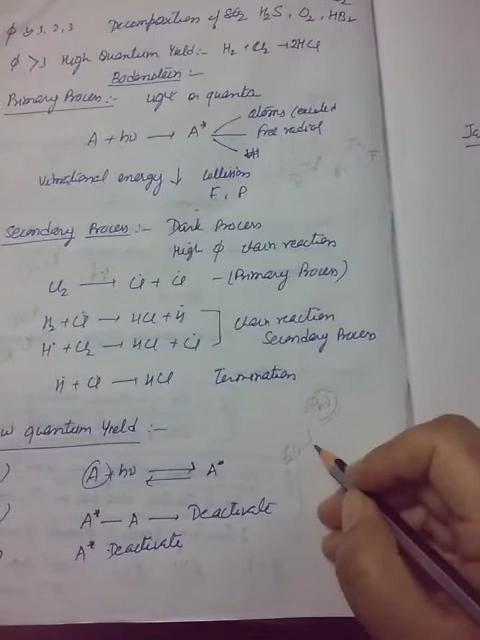 φ 1, 2, 3 Decomposition of SO2 H2S, O2, HBr
φ > 1 High Quantum Yield:- H2 + Cl2 → 2HCl
Bodenstein :-
Primary Process:- light or quanta
A + hν → A* atoms (excited
free radial
Vibrational energy ↓ Collision
F, P
Secondary Process :- Dark Process
High φ chain reaction
Cl2 → Cl + Cl - (Primary Process)
H2 + Cl → HCl + H
H + Cl2 → HCl + Cl
chain reaction
Secondary Process
H + Cl → HCl Termination
w quantum Yield :-
) A + hν ⇌ A*
) A* — A → Deactivate
A* Deactivate